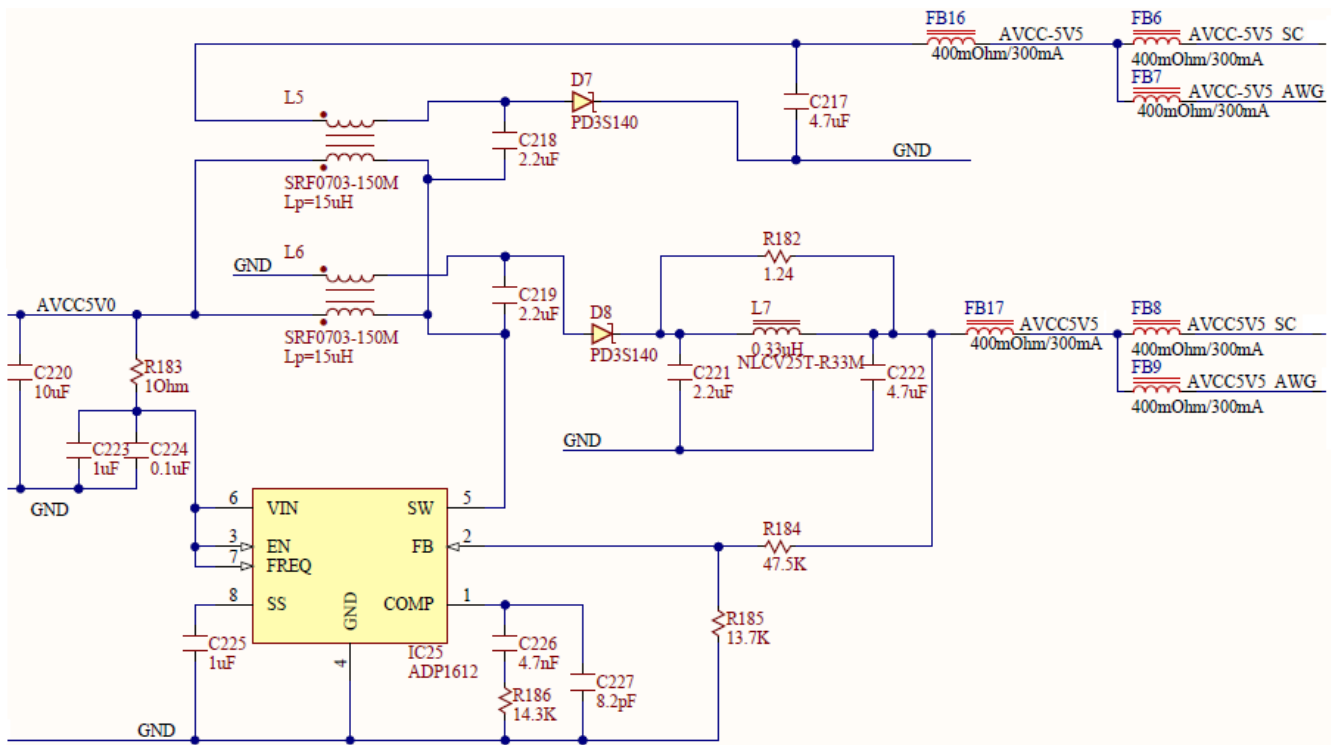 FB16
AVCC-5V5
400mOhm/300mA
FB6
AVCC-5V5_SC
400mOhm/300mA
FB7
AVCC-5V5_AWG
400mOhm/300mA
L5
SRF0703-150M
Lp=15uH
D7
PD3S140
C218
2.2uF
C217
4.7uF
GND
GND
L6
SRF0703-150M
Lp=15uH
C219
2.2uF
D8
PD3S140
R182
1.24
L7
0.33uH
NLCV25T-R33M
C221
2.2uF
C222
4.7uF
GND
FB17
AVCC5V5
400mOhm/300mA
FB8
AVCC5V5_SC
400mOhm/300mA
FB9
AVCC5V5_AWG
400mOhm/300mA
AVCC5V0
C220
10uF
R183
1Ohm
C223
1uF
C224
0.1uF
GND
6
VIN
SW
5
3
EN
FB
2
7
FREQ
8
SS
GND
COMP
1
4
IC25
ADP1612
C225
1uF
R184
47.5K
R185
13.7K
C226
4.7nF
R186
14.3K
C227
8.2pF
GND